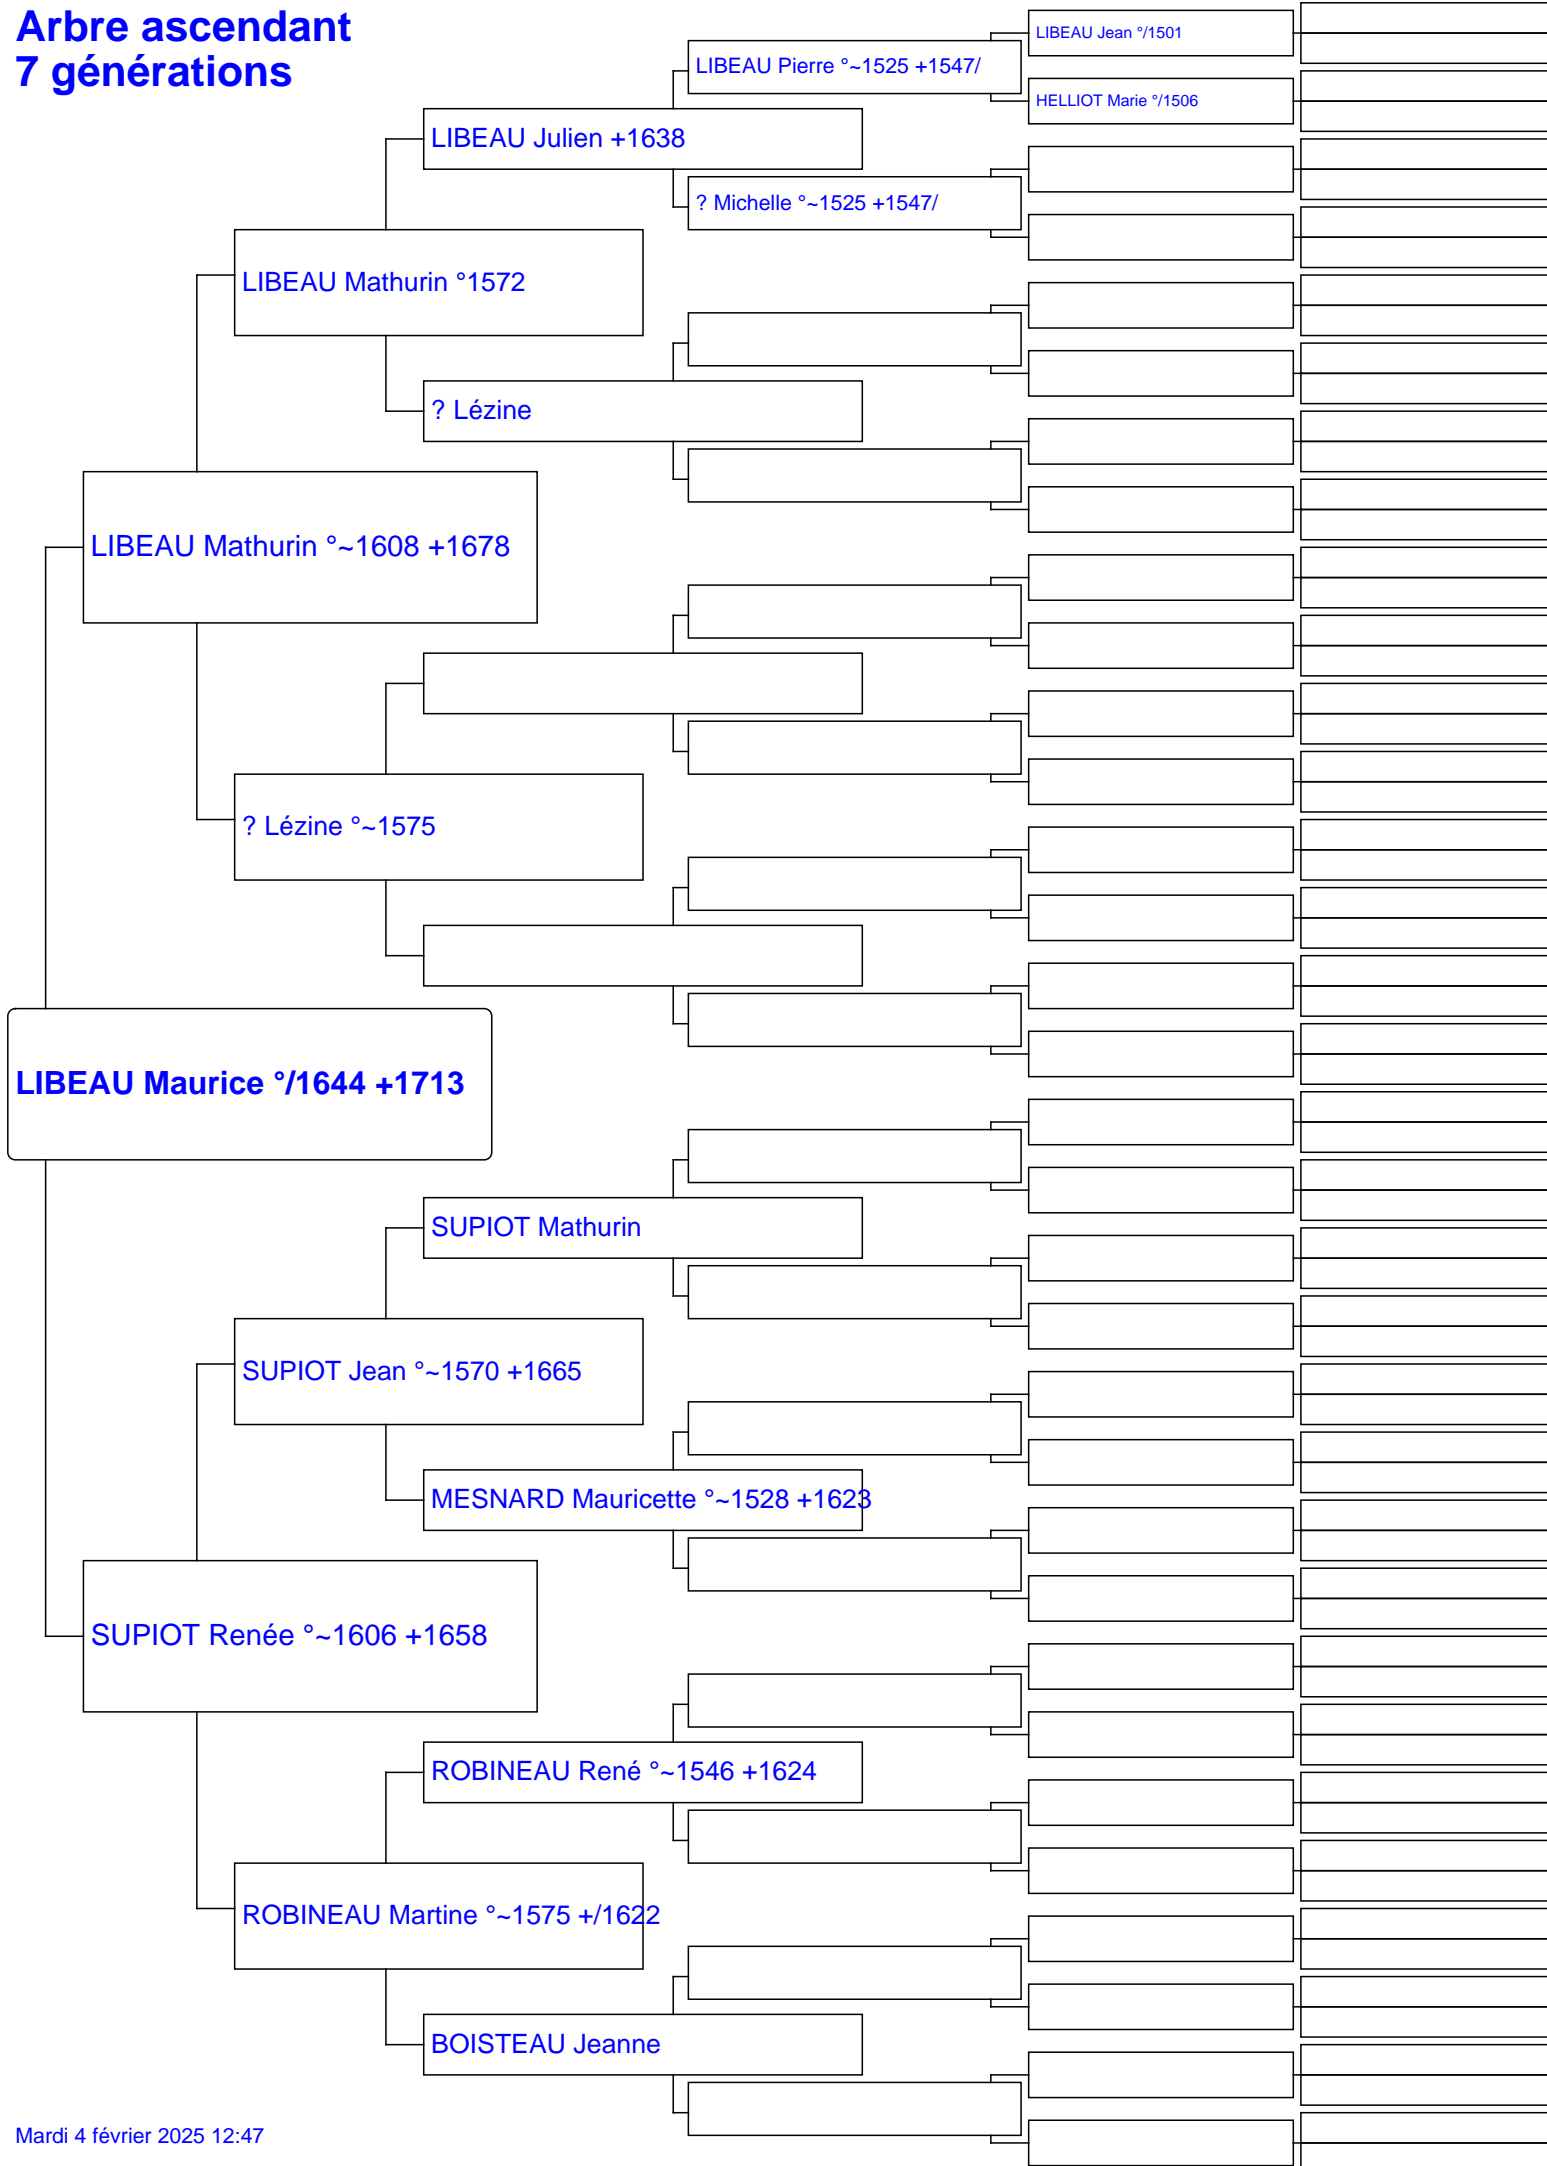 Arbre ascendant
7 générations
LIBEAU Jean °/1501
LIBEAU Pierre °~1525 +1547/
HELLIOT Marie °/1506
LIBEAU Julien +1638
? Michelle °~1525 +1547/
LIBEAU Mathurin °1572
? Lézine
LIBEAU Mathurin °~1608 +1678
? Lézine °~1575
LIBEAU Maurice °/1644 +1713
SUPIOT Mathurin
SUPIOT Jean °~1570 +1665
MESNARD Mauricette °~1528 +1623
SUPIOT Renée °~1606 +1658
ROBINEAU René °~1546 +1624
ROBINEAU Martine °~1575 +/1622
BOISTEAU Jeanne
Mardi 4 février 2025 12:47